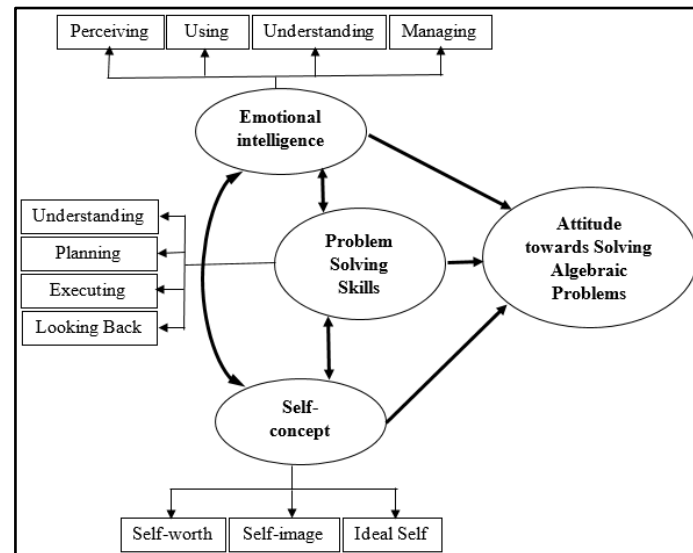 Perceiving
Using
Understanding
Managing
Emotional
intelligence
Understanding
Planning
Executing
Looking Back
Problem
Solving
Skills
Attitude
towards Solving
Algebraic
Problems
Self-
concept
Self-worth
Self-image
Ideal Self